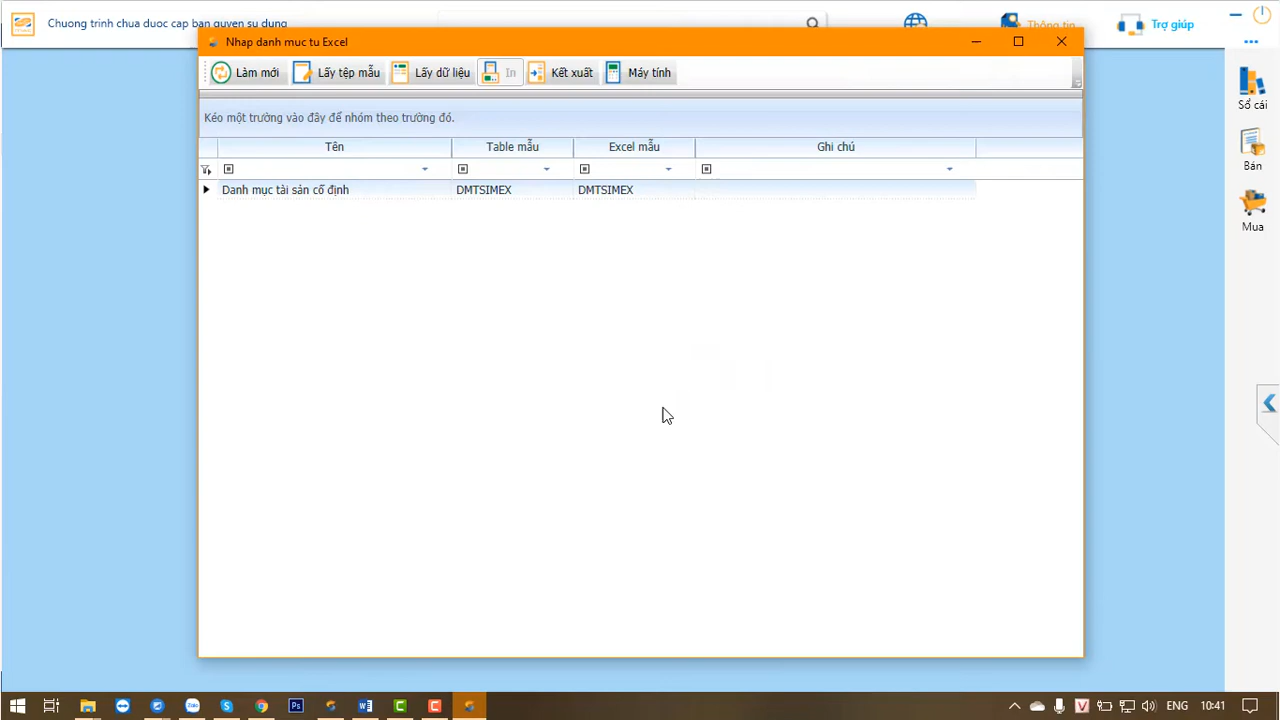 Chuong trinh chua duoc cap ban quyen su dung
Thông tin
Trợ giúp
Nhap danh muc tu Excel
Làm mới
Lấy tệp mẫu
Lấy dữ liệu
In
Kết xuất
Máy tính
Kéo một trường vào đây để nhóm theo trường đó.
Tên
Table mẫu
Excel mẫu
Ghi chú
Danh mục tài sản cố định
DMTSIMEX
DMTSIMEX
Sổ cái
Bán
Mua
Zalo
Ps
V
ENG
10:41